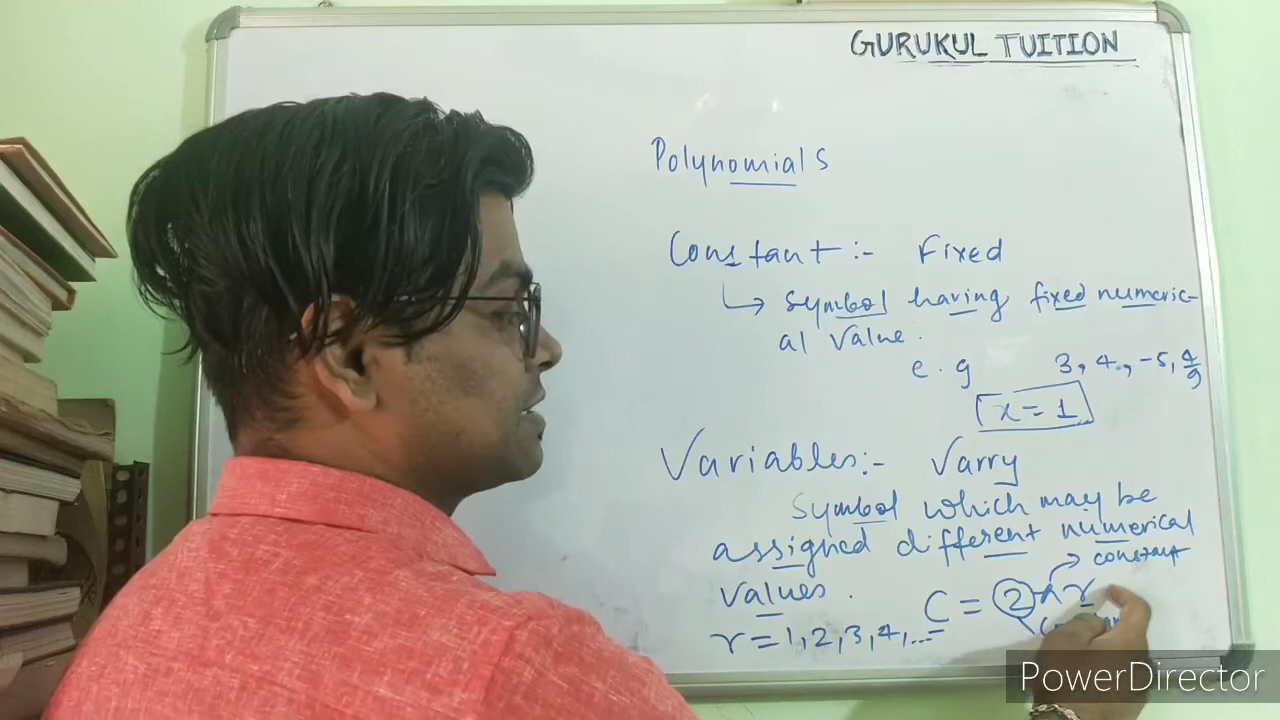 GURUKUL TUITION
Polynomials
Constant :- Fixed
↳ Symbol having fixed numeric-
al value.
e.g 3, 4, -5, 4/9
x = 1
Variables:- Varry
Symbol which may be
assigned different numerical
→ constant
values. C = 2πr
r = 1, 2, 3, 4, ...
PowerDirector